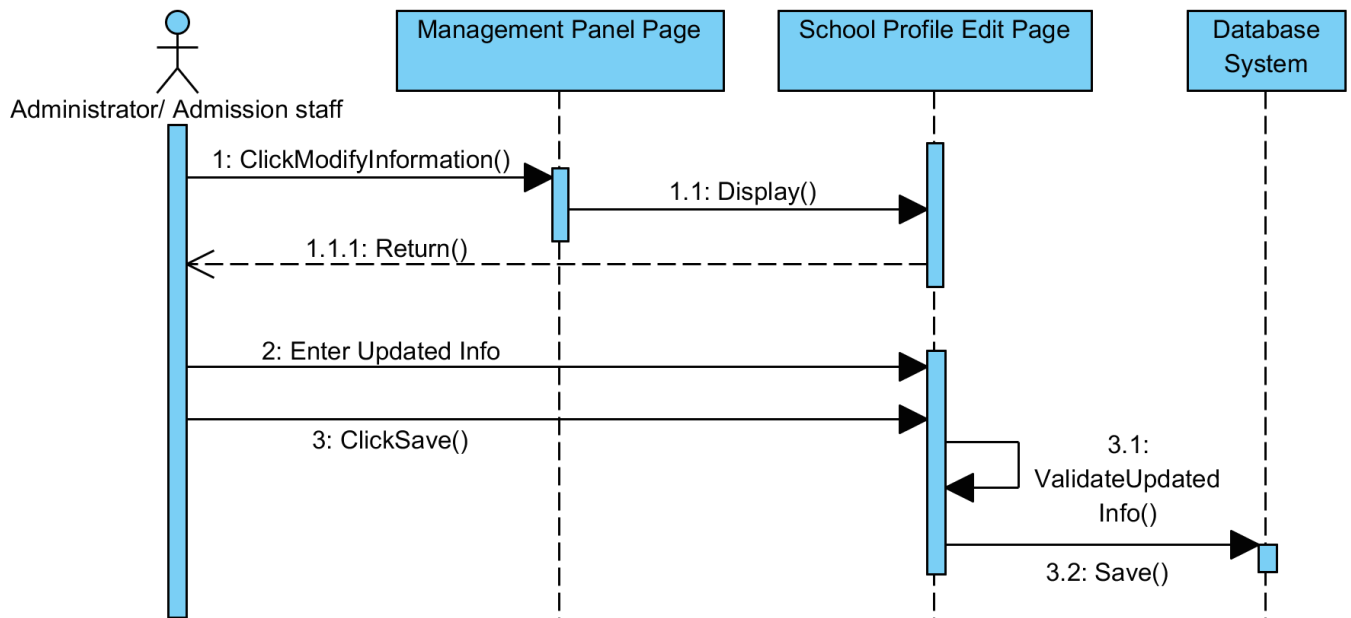 Management Panel Page
School Profile Edit Page
Database
System
Administrator/ Admission staff
1: ClickModifyInformation()
1.1: Display()
1.1.1: Return()
2: Enter Updated Info
3: ClickSave()
3.1:
ValidateUpdated
Info()
3.2: Save()